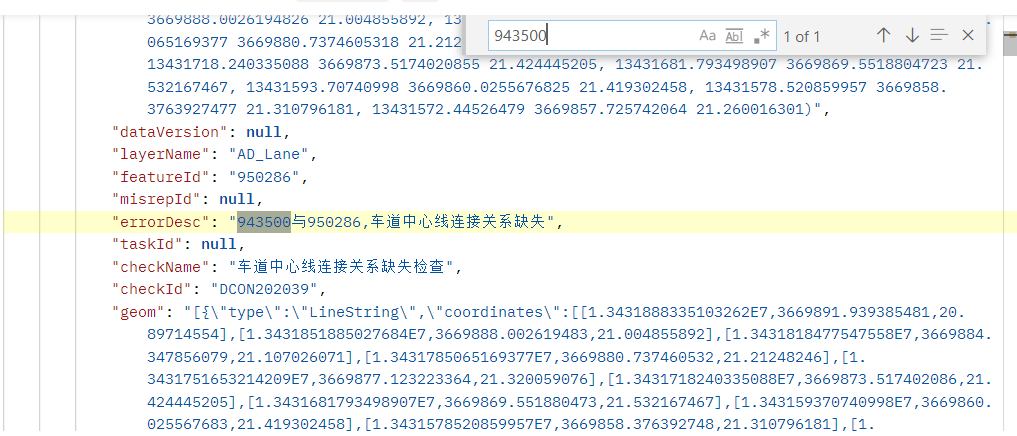 3669888.0026194826 21.004855892, 13
943500
Aa Abl .* 1 of 1
065169377 3669880.7374605318 21.212
13431718.240335088 3669873.5174020855 21.424445205, 13431681.793498907 3669869.5518804723 21.
532167467, 13431593.70740998 3669860.0255676825 21.419302458, 13431578.520859957 3669858.
3763927477 21.310796181, 13431572.44526479 3669857.725742064 21.260016301)",
"dataVersion": null,
"layerName": "AD_Lane",
"featureId": "950286",
"misrepId": null,
"errorDesc": "943500与950286,车道中心线连接关系缺失",
"taskId": null,
"checkName": "车道中心线连接关系缺失检查",
"checkId": "DCON202039",
"geom": "[{\"type\":\"LineString\",\"coordinates\":[[1.3431888335103262E7,3669891.939385481,20.
89714554],[1.3431851885027684E7,3669888.002619483,21.004855892],[1.3431818477547558E7,3669884.
347856079,21.107026071],[1.3431785065169377E7,3669880.737460532,21.21248246],[1.
3431751653214209E7,3669877.123223364,21.320059076],[1.3431718240335088E7,3669873.517402086,21.
424445205],[1.3431681793498907E7,3669869.551880473,21.532167467],[1.343159370740998E7,3669860.
025567683,21.419302458],[1.3431578520859957E7,3669858.376392748,21.310796181],[1.